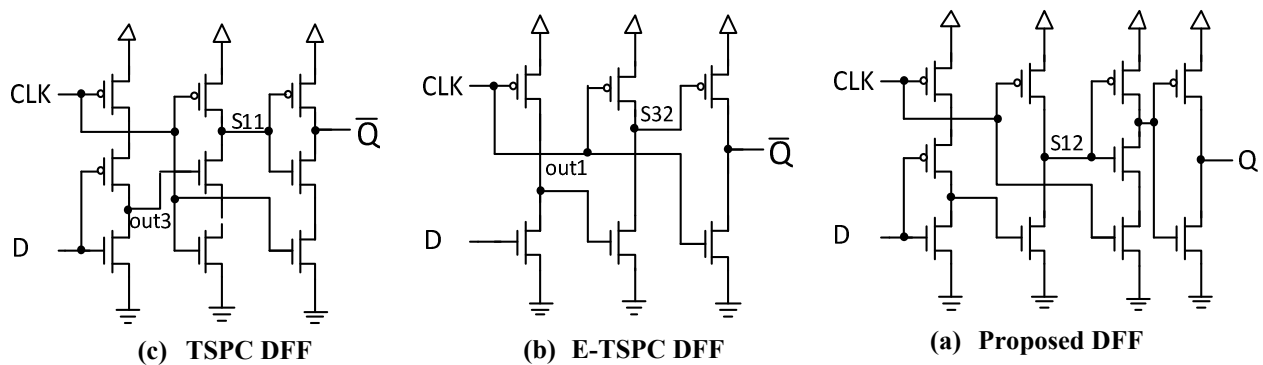 CLK
S11
Q
out3
D
(c) TSPC DFF
CLK
S32
Q
out1
D
(b) E-TSPC DFF
CLK
S12
Q
D
(a) Proposed DFF